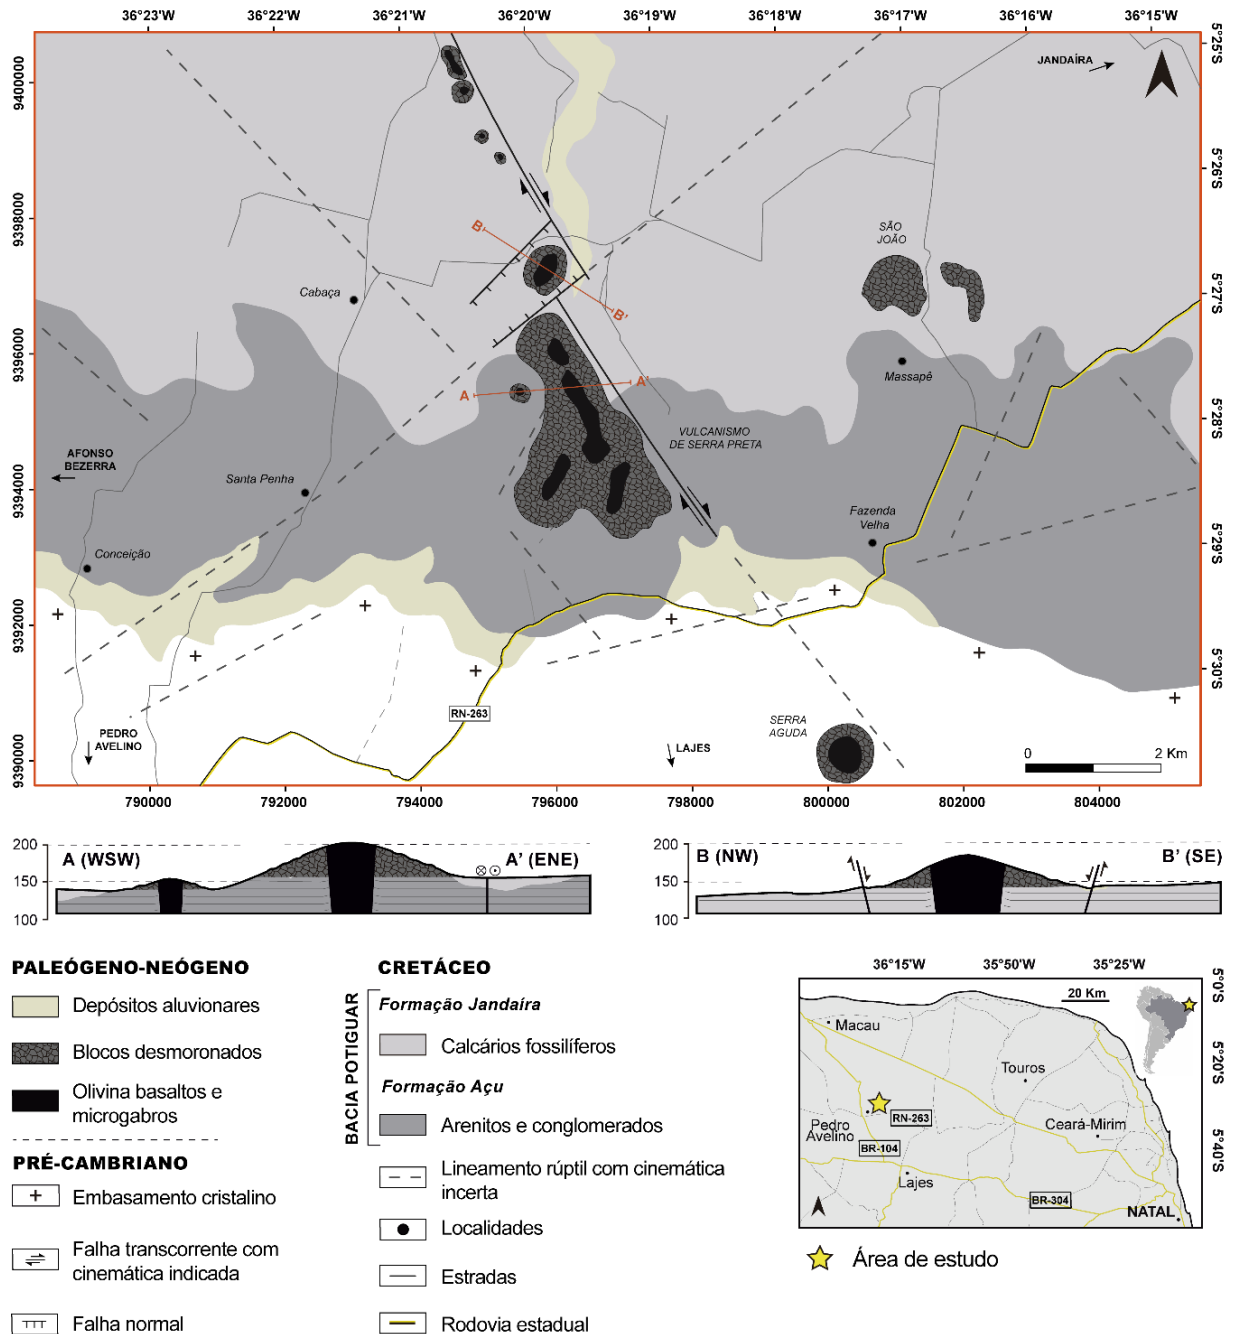 36°23'W 36°22'W 36°21'W 36°20'W 36°19'W 36°18'W 36°17'W 36°16'W 36°15'W
5°25'S
5°26'S
5°27'S
5°28'S
5°29'S
5°30'S
9400000
9398000
9396000
9394000
9392000
9390000
790000 792000 794000 796000 798000 800000 802000 804000
JANDAÍRA
SÃO
JOÃO
B'
B'
Cabaça
Massapê
A
A'
VULCANISMO
DE SERRA PRETA
AFONSO
BEZERRA
Santa Penha
Fazenda
Velha
Conceição
RN-263
PEDRO
AVELINO
LAJES
SERRA
AGUDA
0 2 Km
200
150
100
A (WSW)
A' (ENE)
200
150
100
B (NW)
B' (SE)
PALEÓGENO-NEÓGENO
Depósitos aluvionares
Blocos desmoronados
Olivina basaltos e
microgabros
PRÉ-CAMBRIANO
Embasamento cristalino
Falha transcorrente com
cinemática indicada
Falha normal
CRETÁCEO
BACIA POTIGUAR
Formação Jandaíra
Calcários fossilíferos
Formação Açu
Arenitos e conglomerados
Lineamento rúptil com cinemática
incerta
Localidades
Estradas
Rodovia estadual
36°15'W 35°50'W 35°25'W
5°0'S
5°20'S
5°40'S
20 Km
Macau
Touros
RN-263
Pedro
Avelino
Ceará-Mirim
BR-104
Lajes
BR-304
NATAL
Área de estudo